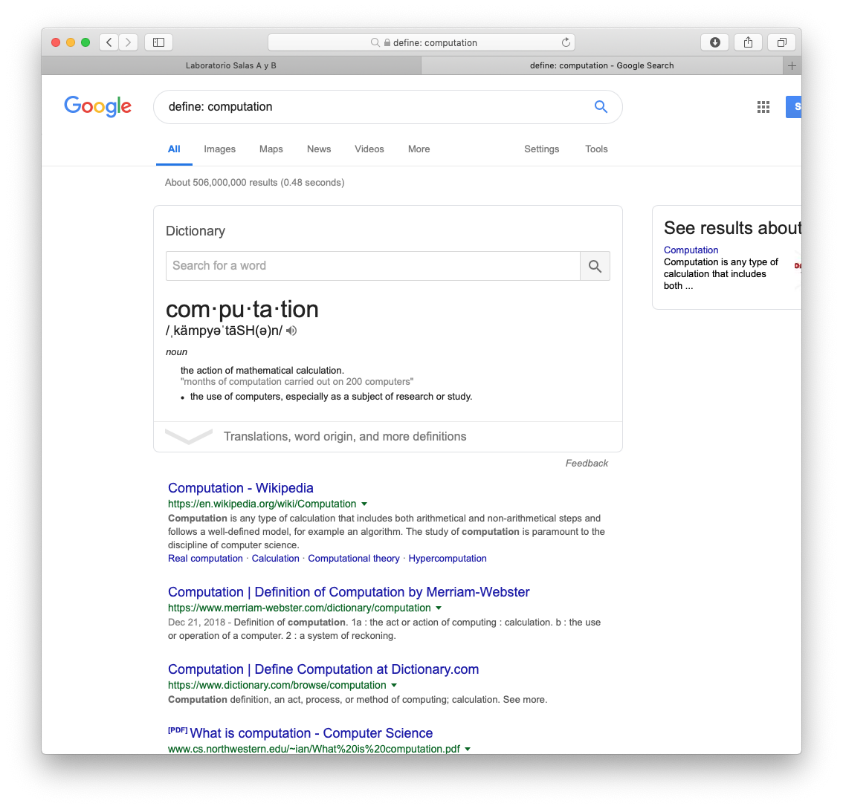 define: computation
Laboratorio Salas A y B
define: computation - Google Search
Google
define: computation
All Images Maps News Videos More Settings Tools
About 506,000,000 results (0.48 seconds)
Dictionary
Search for a word
com·pu·ta·tion
/ˌkämpyəˈtāSH(ə)n/
noun
the action of mathematical calculation.
"months of computation carried out on 200 computers"
• the use of computers, especially as a subject of research or study.
Translations, word origin, and more definitions
Feedback
See results about
Computation
Computation is any type of
calculation that includes
both ...
Computation - Wikipedia
https://en.wikipedia.org/wiki/Computation
Computation is any type of calculation that includes both arithmetical and non-arithmetical steps and
follows a well-defined model, for example an algorithm. The study of computation is paramount to the
discipline of computer science.
Real computation · Calculation · Computational theory · Hypercomputation
Computation | Definition of Computation by Merriam-Webster
https://www.merriam-webster.com/dictionary/computation
Dec 21, 2018 - Definition of computation. 1a : the act or action of computing : calculation. b : the use
or operation of a computer. 2 : a system of reckoning.
Computation | Define Computation at Dictionary.com
https://www.dictionary.com/browse/computation
Computation definition, an act, process, or method of computing; calculation. See more.
[PDF] What is computation - Computer Science
www.cs.northwestern.edu/~ian/What%20is%20computation.pdf